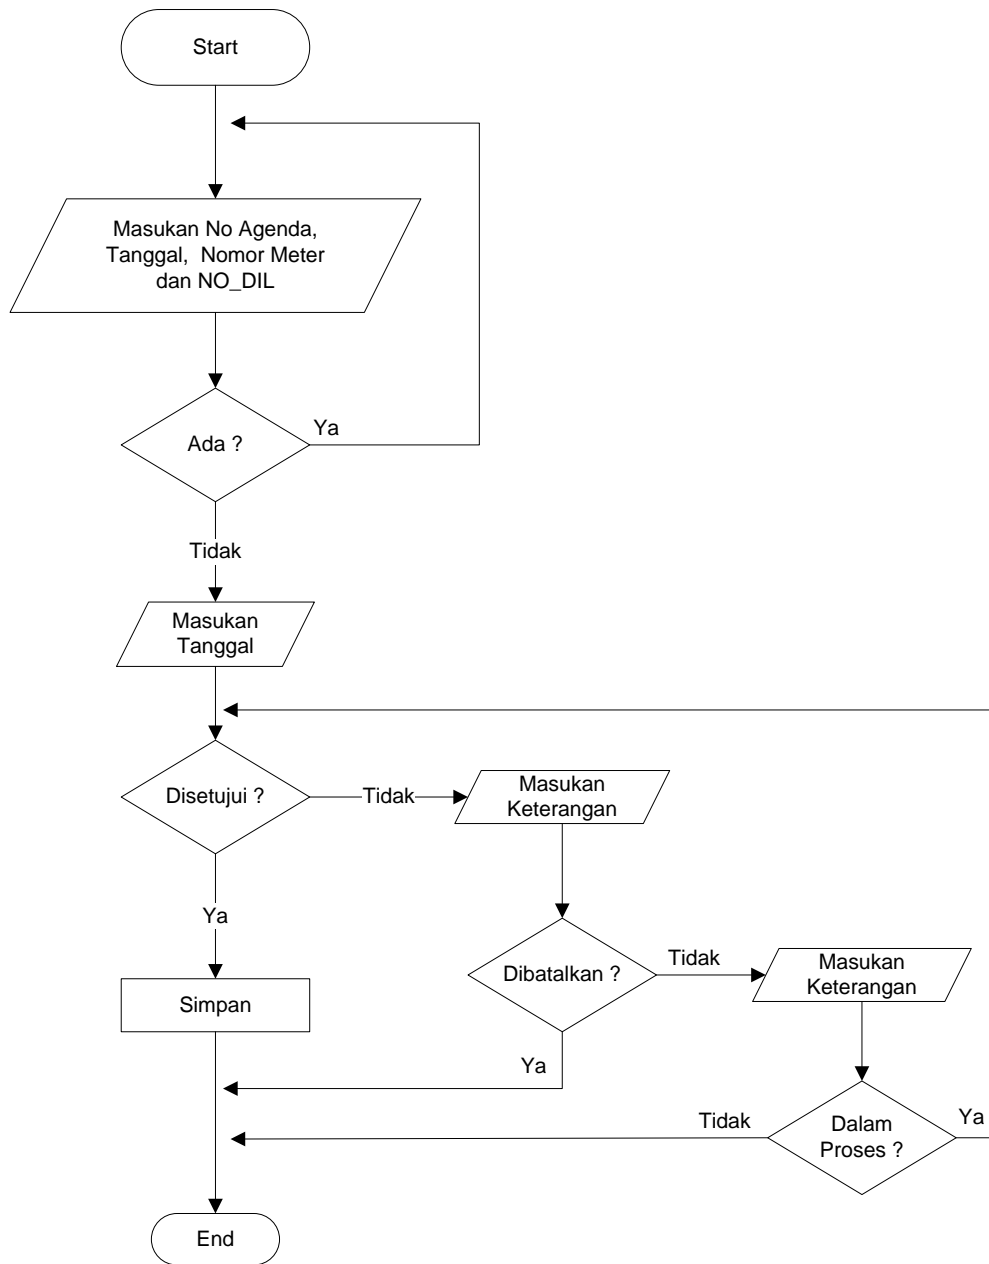 Start
Masukan No Agenda,
Tanggal, Nomor Meter
dan NO_DIL
Ada ?
Ya
Tidak
Masukan
Tanggal
Disetujui ?
Tidak
Masukan
Keterangan
Ya
Dibatalkan ?
Tidak
Masukan
Keterangan
Simpan
Ya
Tidak
Dalam
Proses ?
Ya
End